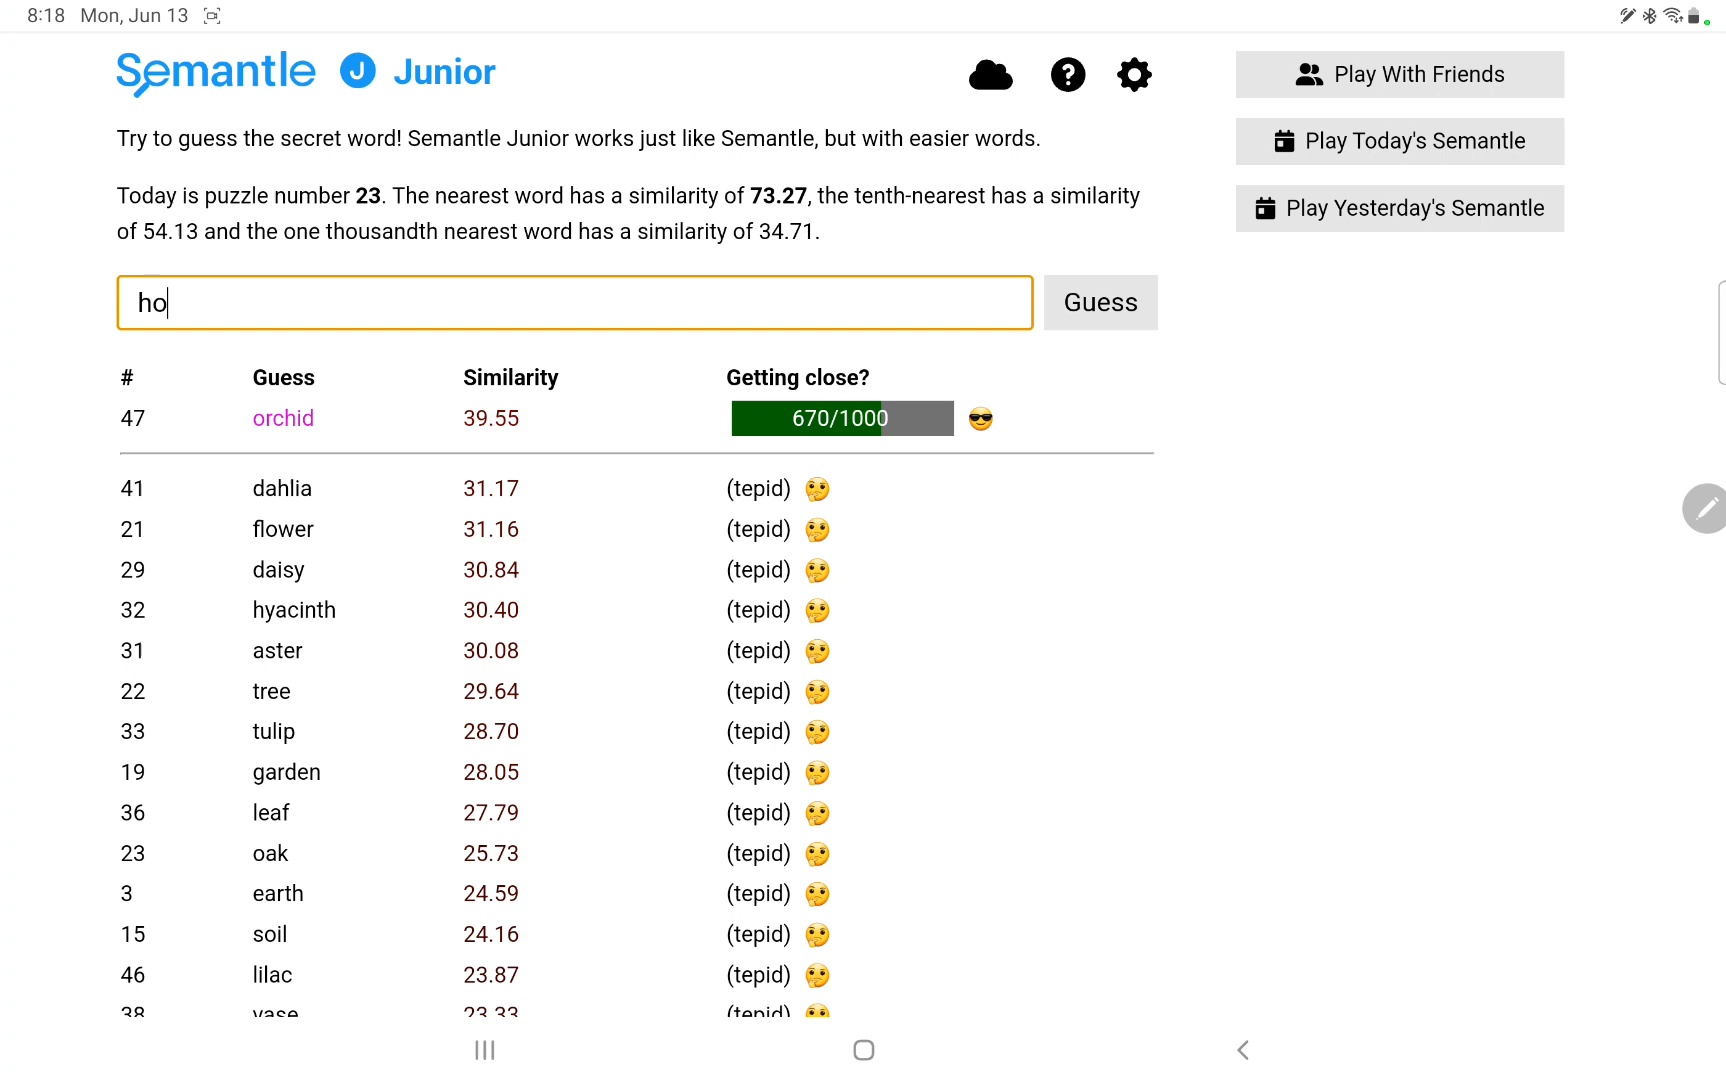 8:18 Mon, Jun 13
Semantle J Junior
Play With Friends
Play Today's Semantle
Play Yesterday's Semantle
Try to guess the secret word! Semantle Junior works just like Semantle, but with easier words.
Today is puzzle number 23. The nearest word has a similarity of 73.27, the tenth-nearest has a similarity
of 54.13 and the one thousandth nearest word has a similarity of 34.71.
ho Guess
# Guess Similarity Getting close?
47 orchid 39.55 670/1000 😎
41 dahlia 31.17 (tepid) 🤔
21 flower 31.16 (tepid) 🤔
29 daisy 30.84 (tepid) 🤔
32 hyacinth 30.40 (tepid) 🤔
31 aster 30.08 (tepid) 🤔
22 tree 29.64 (tepid) 🤔
33 tulip 28.70 (tepid) 🤔
19 garden 28.05 (tepid) 🤔
36 leaf 27.79 (tepid) 🤔
23 oak 25.73 (tepid) 🤔
3 earth 24.59 (tepid) 🤔
15 soil 24.16 (tepid) 🤔
46 lilac 23.87 (tepid) 🤔
38 vase 23.33 (tepid) 🤔